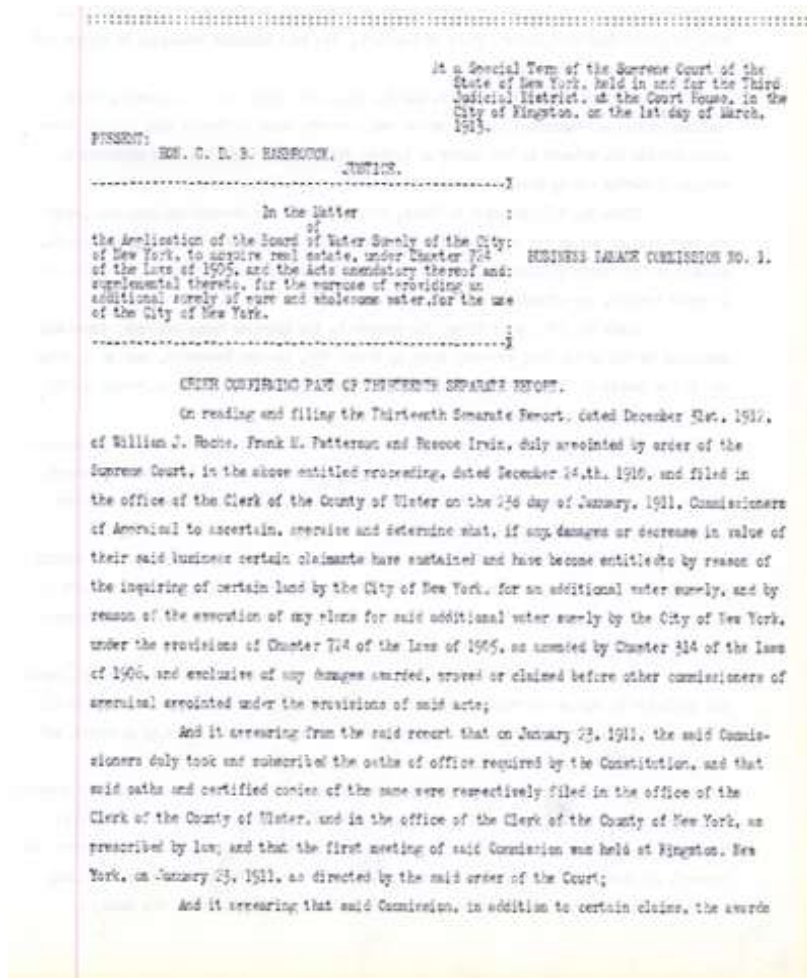 At a Special Term of the Supreme Court of the
State of New York, held in and for the Third
Judicial District, at the Court House, in the
City of Kingston, on the 1st day of March,
1913.
PRESENT:
HON. G. D. B. HASBROUCK,
JUSTICE.
-----X
In the Matter :
of
the Application of the Board of Water Supply of the City:
of New York, to acquire real estate, under Chapter 724
BUSINESS DAMAGE COMMISSION NO. 1.
of the Laws of 1905, and the Acts amendatory thereof and:
supplemental thereto, for the purpose of providing an
additional supply of pure and wholesome water,for the use
of the City of New York. :
-----X
ORDER CONFIRMING PART OF THIRTEENTH SEPARATE REPORT.
On reading and filing the Thirteenth Separate Report, dated December 31st, 1912,
of William J. Roche, Frank M. Patterson and Roscoe Irwin, duly appointed by order of the
Supreme Court, in the above entitled proceeding, dated December 24.th, 1910, and filed in
the office of the Clerk of the County of Ulster on the 23d day of January, 1911, Commissioners
of Appraisal to ascertain, appraise and determine what, if any damages or decrease in value of
their said business certain claimants have sustained and have become entitled to by reason of
the inquiring of certain land by the City of New York, for an additional water supply, and by
reason of the execution of any plans for said additional water supply by the City of New York,
under the provisions of Chapter 724 of the Laws of 1905, as amended by Chapter 314 of the Laws
of 1906, and exclusive of any damages awarded, proved or claimed before other commissioners of
appraisal appointed under the provisions of said acts;
And it appearing from the said report that on January 23, 1911, the said Commis-
sioners duly took and subscribed the oaths of office required by the Constitution, and that
said oaths and certified copies of the same were respectively filed in the office of the
Clerk of the County of Ulster, and in the office of the Clerk of the County of New York, as
prescribed by law; and that the first meeting of said Commission was held at Kingston, New
York, on January 23, 1911, as directed by the said order of the Court;
And it appearing that said Commission, in addition to certain claims, the awards